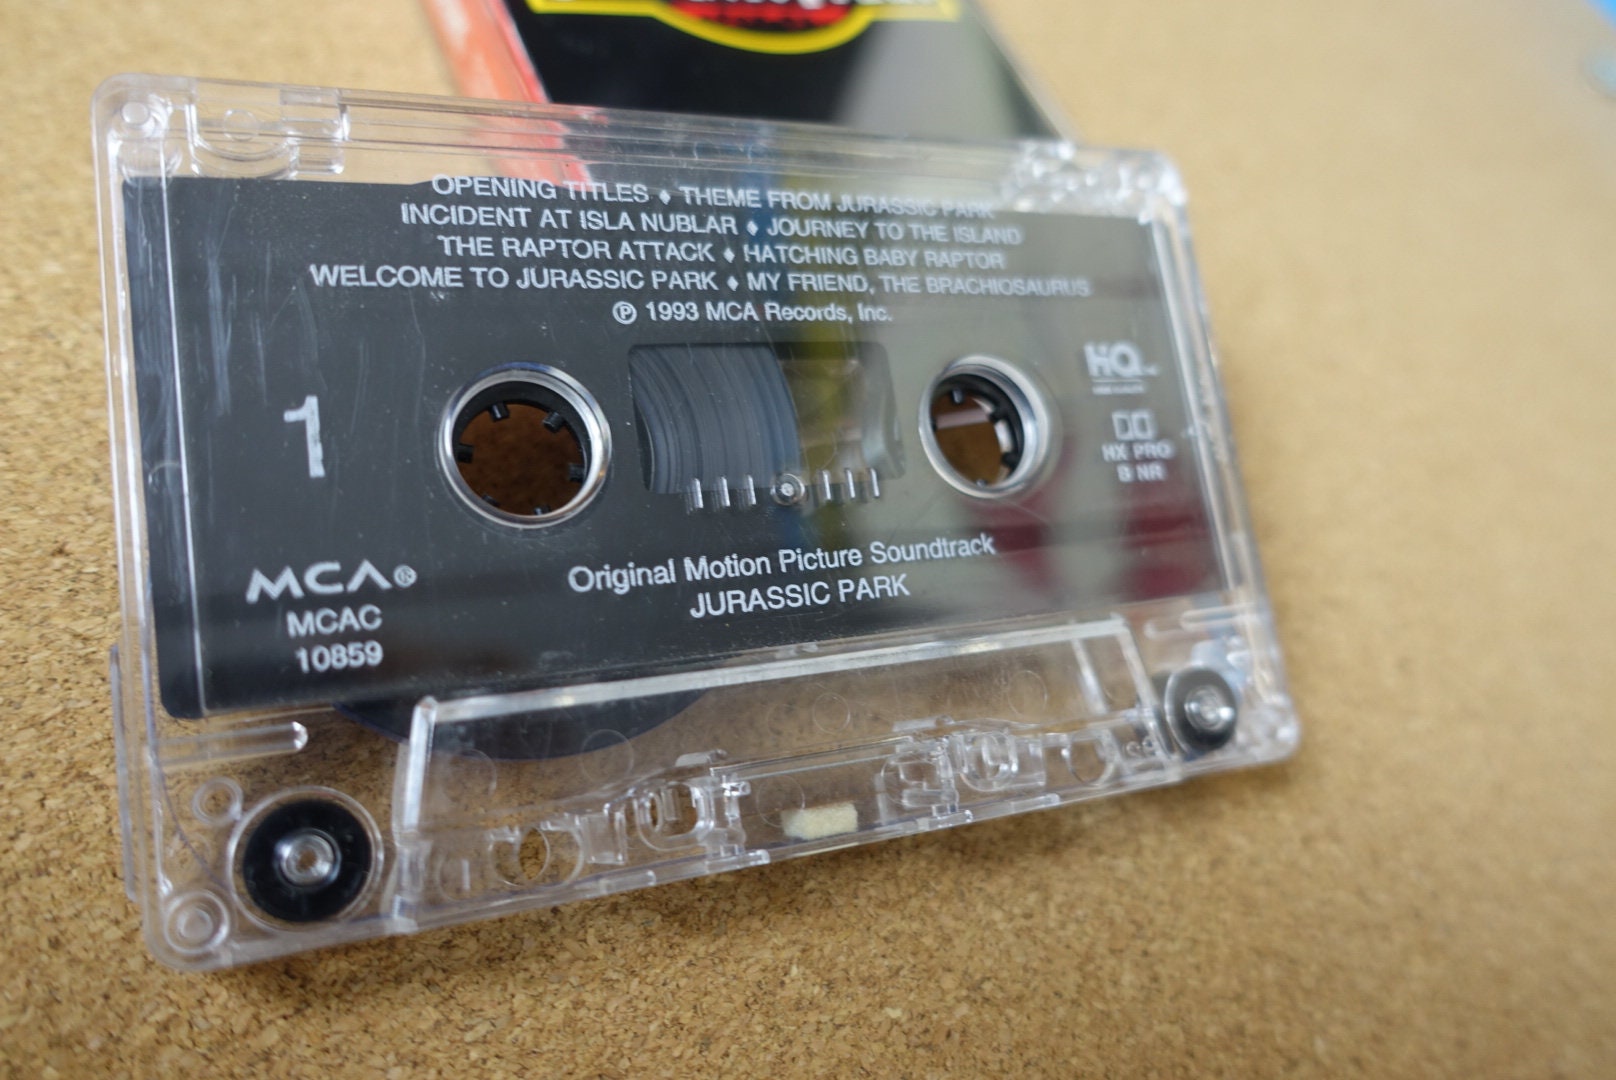 OPENING TITLES ♦ THEME FROM JURASSIC PARK
INCIDENT AT ISLA NUBLAR ♦ JOURNEY TO THE ISLAND
THE RAPTOR ATTACK ♦ HATCHING BABY RAPTOR
WELCOME TO JURASSIC PARK ♦ MY FRIEND, THE BRACHIOSAURUS
℗ 1993 MCA Records, Inc.
1
HQ
HX PRO
B NR
MCA®
MCAC
10859
Original Motion Picture Soundtrack
JURASSIC PARK